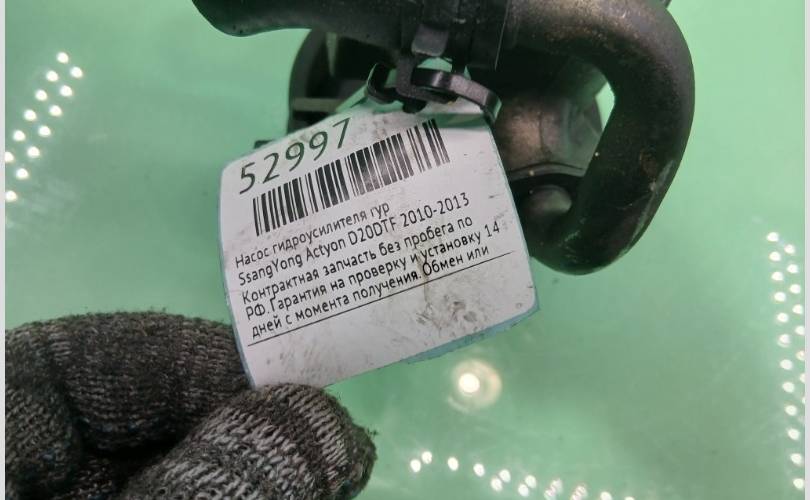 52997
Насос гидроусилителя гур
SsangYong Actyon D20DTF 2010-2013
Контрактная запчасть без пробега по
РФ. Гарантия на проверку и установку 14
дней с момента получения. Обмен или